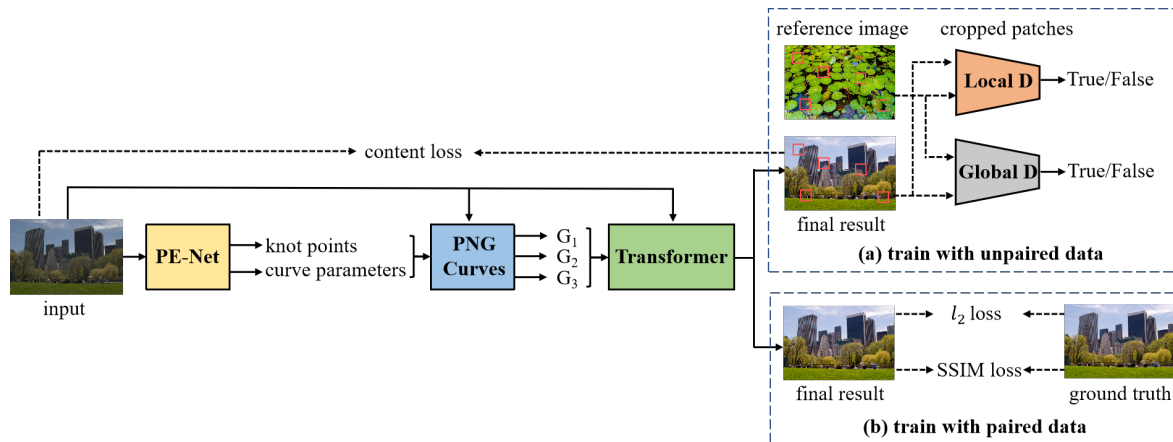 reference image
cropped patches
Local D
True/False
content loss
Global D
True/False
final result
(a) train with unpaired data
input
PE-Net
knot points
curve parameters
PNG
Curves
G₁
G₂
G₃
Transformer
l₂ loss
SSIM loss
final result
ground truth
(b) train with paired data